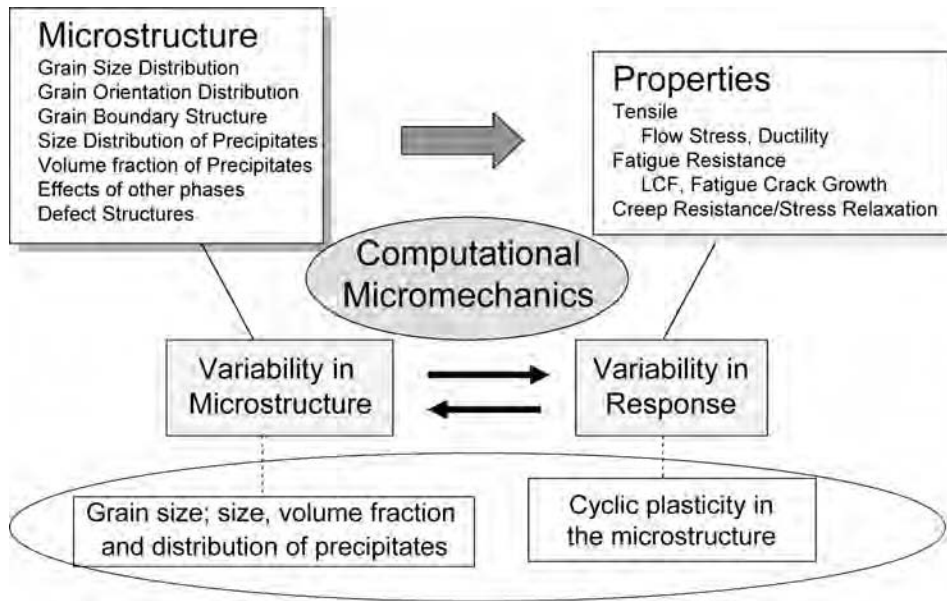 Microstructure
Grain Size Distribution
Grain Orientation Distribution
Grain Boundary Structure
Size Distribution of Precipitates
Volume fraction of Precipitates
Effects of other phases
Defect Structures
Properties
Tensile
Flow Stress, Ductility
Fatigue Resistance
LCF, Fatigue Crack Growth
Creep Resistance/Stress Relaxation
Computational
Micromechanics
Variability in
Microstructure
Variability in
Response
Grain size; size, volume fraction
and distribution of precipitates
Cyclic plasticity in
the microstructure